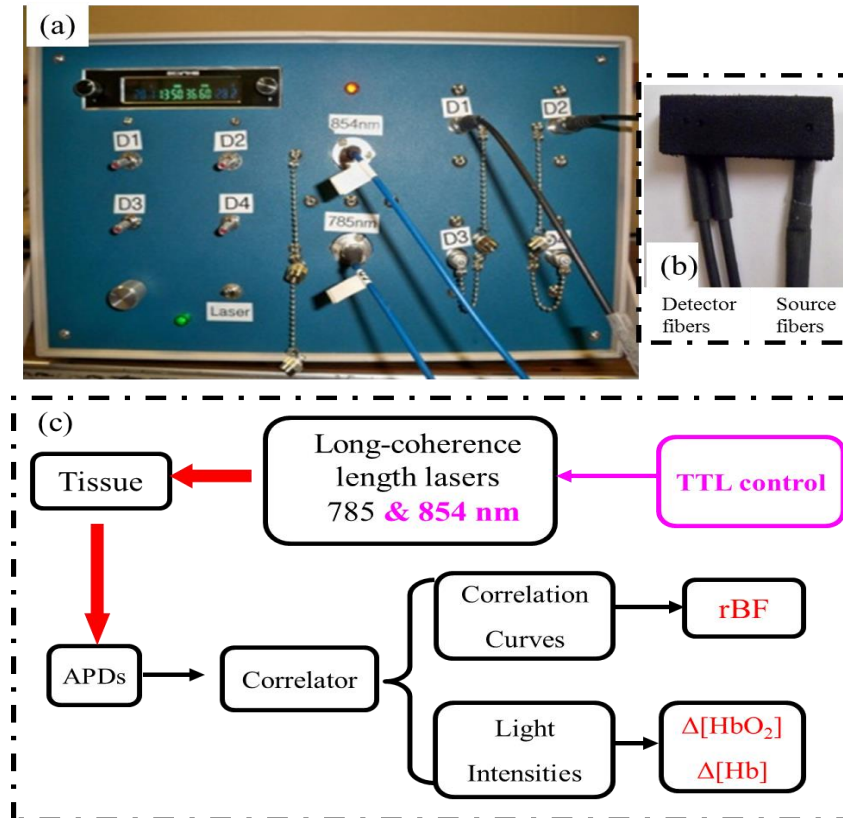 (a)
D1
D2
854nm
D1
D2
D3
D4
785nm
D3
Laser
(b)
Detector
fibers
Source
fibers
(c)
Long-coherence
length lasers
785 & 854 nm
Tissue
TTL control
Correlation
Curves
rBF
APDs
Correlator
Light
Intensities
Δ[HbO₂]
Δ[Hb]